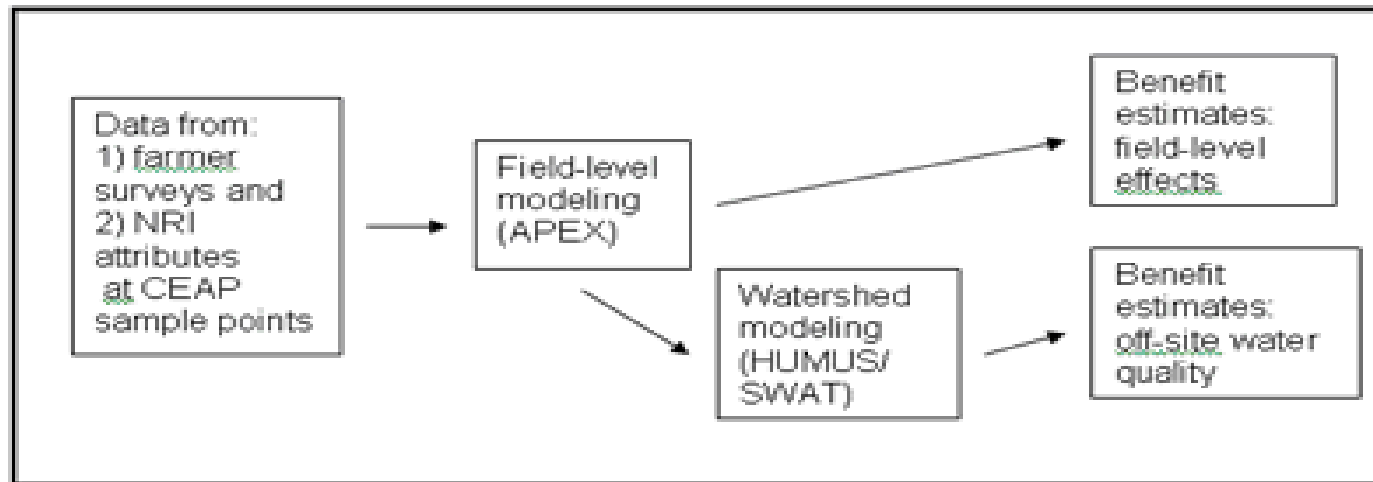 Data from:
1) farmer
surveys and
2) NRI
attributes
at CEAP
sample points
Field-level
modeling
(APEX)
Watershed
modeling
(HUMUS/
SWAT)
Benefit
estimates:
field-level
effects
Benefit
estimates:
off-site water
quality